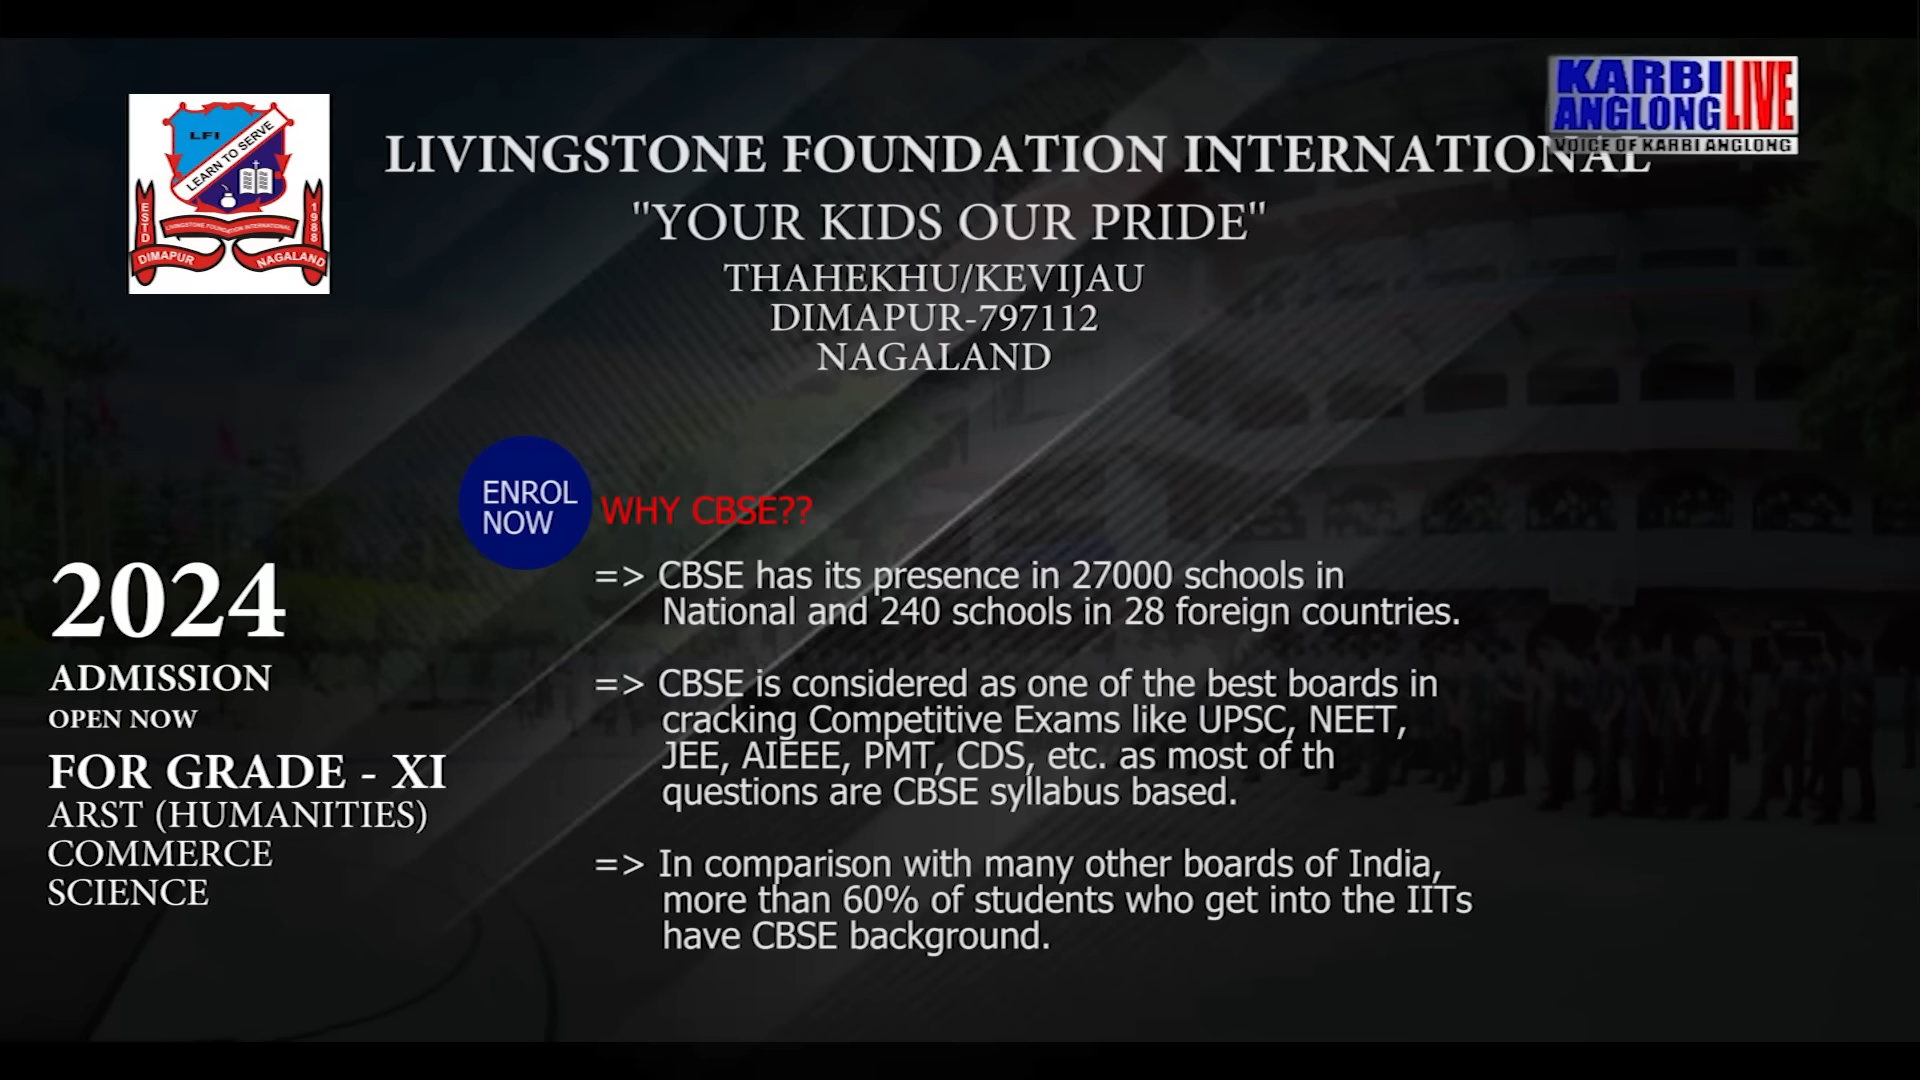 KARBI
ANGLONG LIVE
VOICE OF KARBI ANGLONG
LFI
LEARN TO SERVE
ESTD
1988
LIVINGSTONE FOUNDATION INTERNATIONAL
DIMAPUR
NAGALAND
LIVINGSTONE FOUNDATION INTERNATIONAL
"YOUR KIDS OUR PRIDE"
THAHEKHU/KEVIJAU
DIMAPUR-797112
NAGALAND
ENROL
NOW
WHY CBSE??
=> CBSE has its presence in 27000 schools in
National and 240 schools in 28 foreign countries.
=> CBSE is considered as one of the best boards in
cracking Competitive Exams like UPSC, NEET,
JEE, AIEEE, PMT, CDS, etc. as most of th
questions are CBSE syllabus based.
=> In comparison with many other boards of India,
more than 60% of students who get into the IITs
have CBSE background.
2024
ADMISSION
OPEN NOW
FOR GRADE - XI
ARST (HUMANITIES)
COMMERCE
SCIENCE